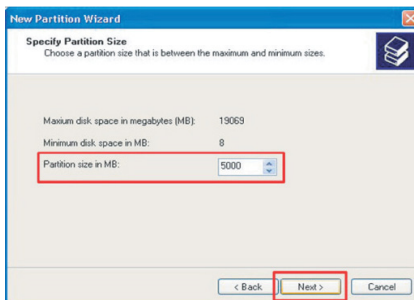 New Partition Wizard
Specify Partition Size
Choose a partition size that is between the maximum and minimum sizes.
Maxium disk space in megabytes (MB): 19069
Minimum disk space in MB: 8
Partition size in MB: 5000
< Back Next > Cancel